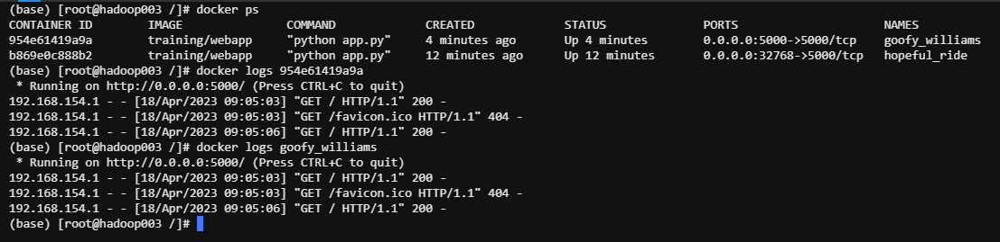 (base) [root@hadoop003 /]# docker ps
CONTAINER ID        IMAGE               COMMAND             CREATED             STATUS              PORTS                     NAMES
954e61419a9a        training/webapp     "python app.py"     4 minutes ago       Up 4 minutes        0.0.0.0:5000->5000/tcp    goofy_williams
b869e0c888b2        training/webapp     "python app.py"     12 minutes ago      Up 12 minutes       0.0.0.0:32768->5000/tcp   hopeful_ride
(base) [root@hadoop003 /]# docker logs 954e61419a9a
 * Running on http://0.0.0.0:5000/ (Press CTRL+C to quit)
192.168.154.1 - - [18/Apr/2023 09:05:03] "GET / HTTP/1.1" 200 -
192.168.154.1 - - [18/Apr/2023 09:05:03] "GET /favicon.ico HTTP/1.1" 404 -
192.168.154.1 - - [18/Apr/2023 09:05:06] "GET / HTTP/1.1" 200 -
(base) [root@hadoop003 /]# docker logs goofy_williams
 * Running on http://0.0.0.0:5000/ (Press CTRL+C to quit)
192.168.154.1 - - [18/Apr/2023 09:05:03] "GET / HTTP/1.1" 200 -
192.168.154.1 - - [18/Apr/2023 09:05:03] "GET /favicon.ico HTTP/1.1" 404 -
192.168.154.1 - - [18/Apr/2023 09:05:06] "GET / HTTP/1.1" 200 -
(base) [root@hadoop003 /]#